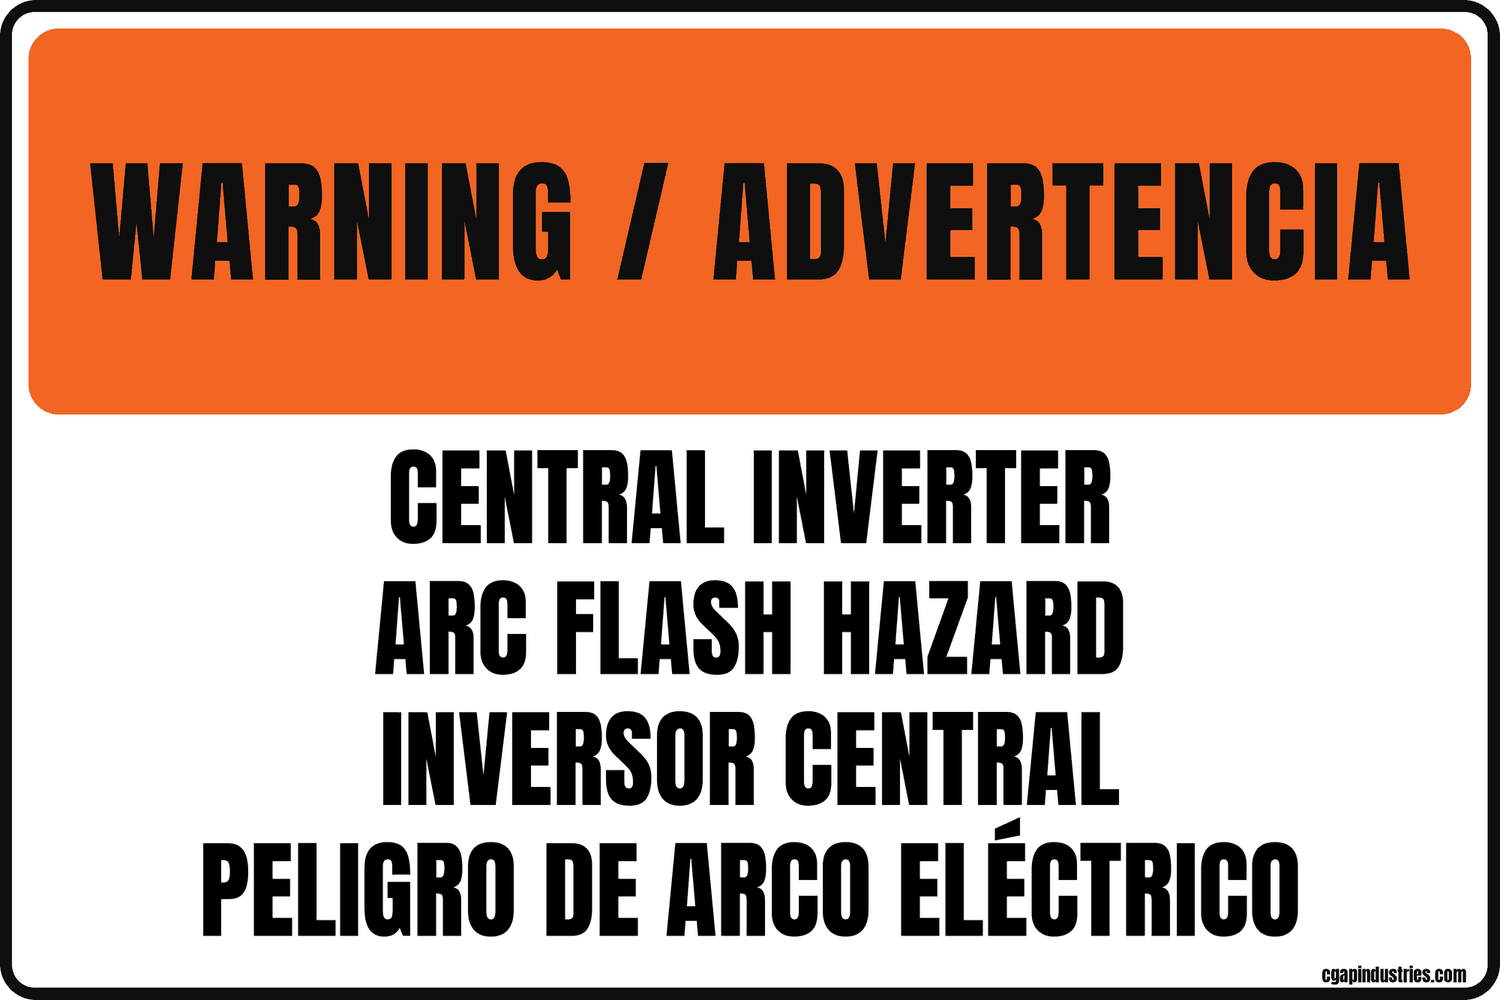 WARNING / ADVERTENCIA
CENTRAL INVERTER
ARC FLASH HAZARD
INVERSOR CENTRAL
PELIGRO DE ARCO ELÉCTRICO
cgapindustries.com